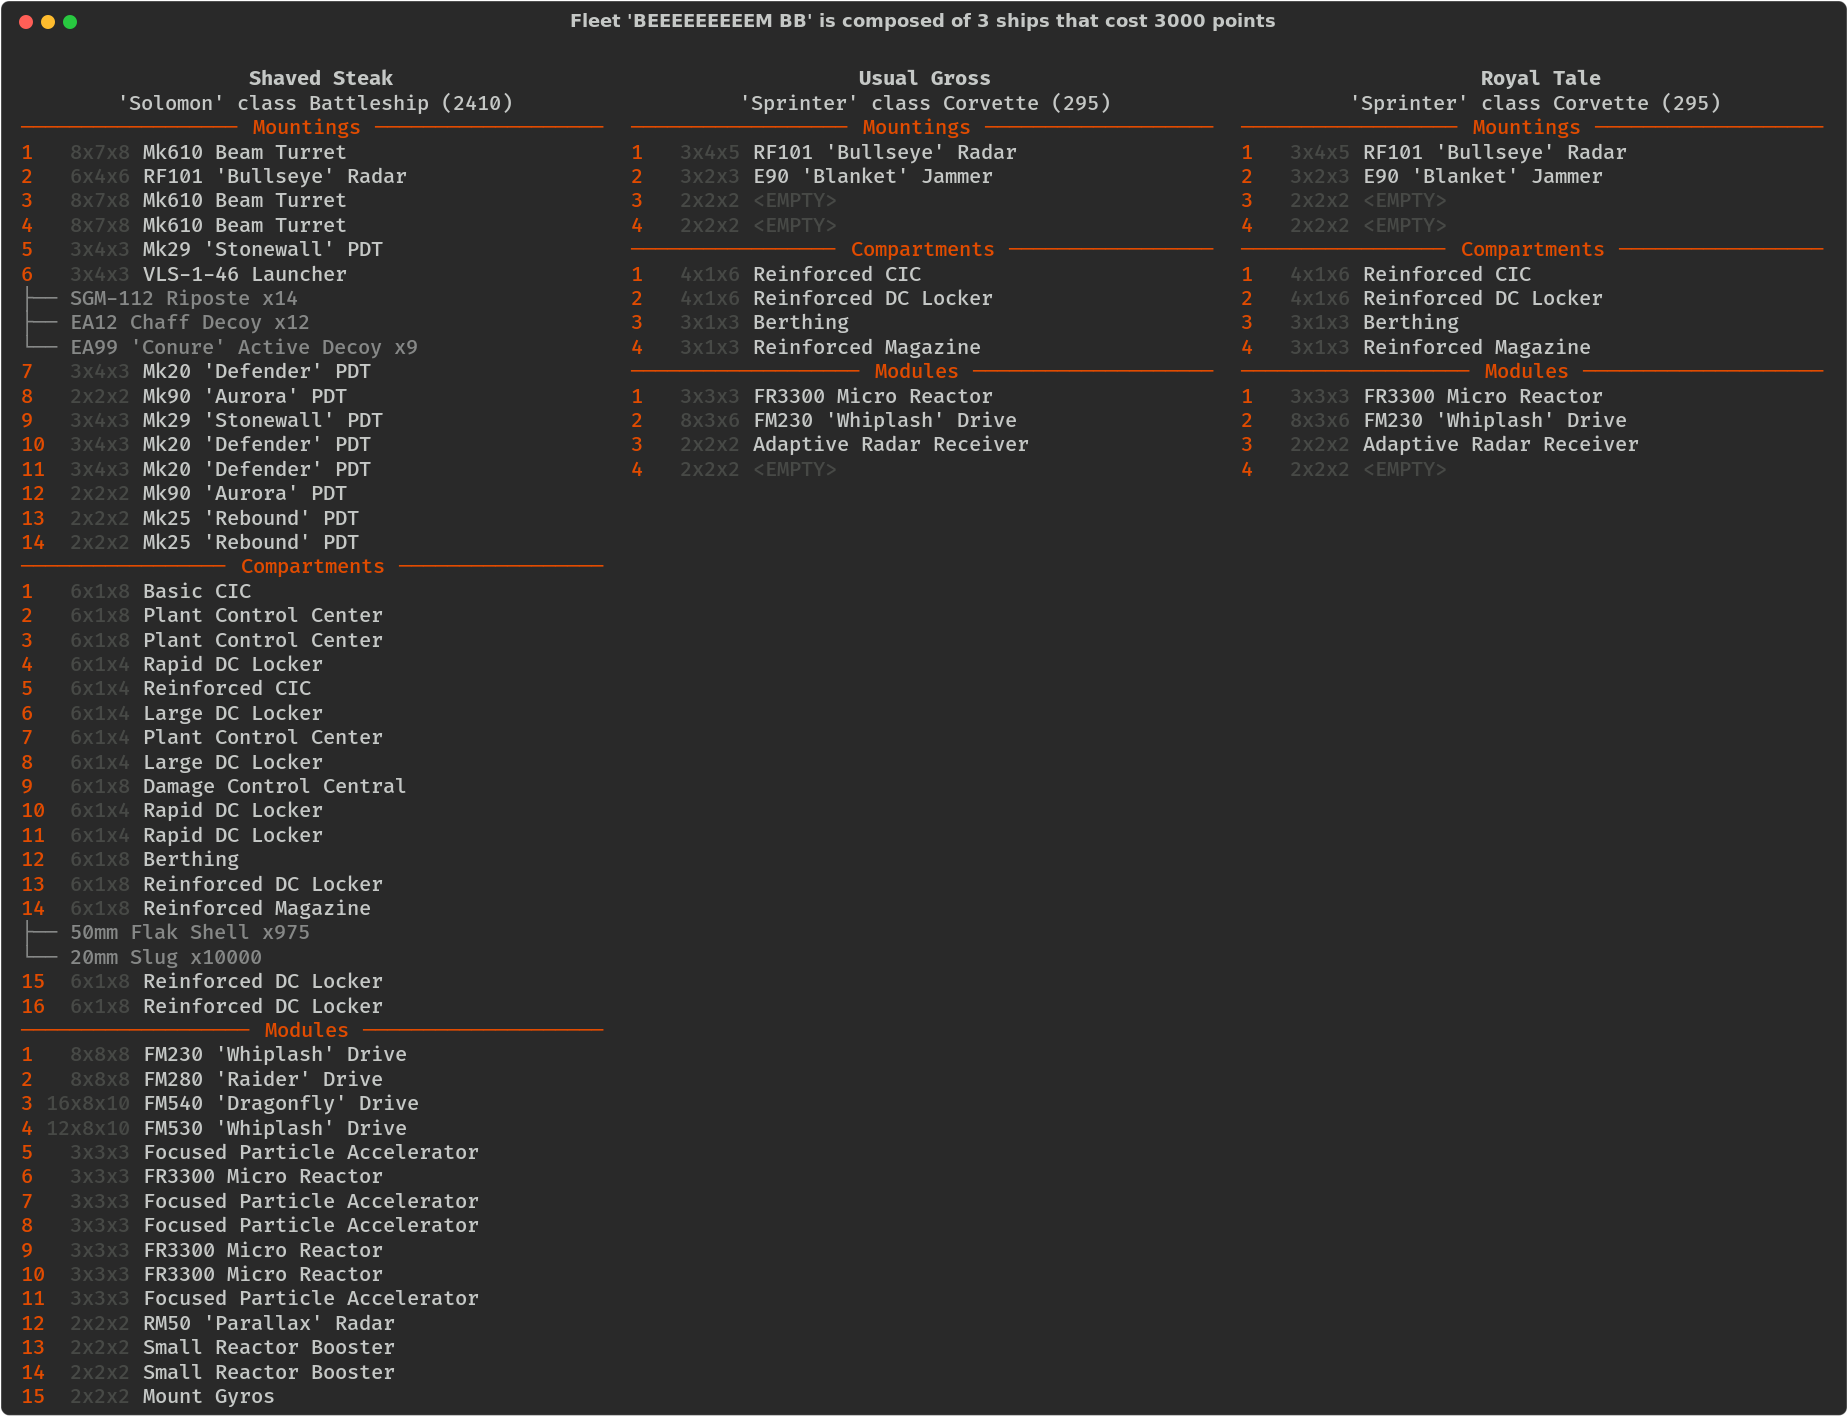 Fleet 'BEEEEEEEEEM BB' is composed of 3 ships that cost 3000 points
Shaved Steak
'Solomon' class Battleship (2410)
Mountings
1 8x7x8 Mk610 Beam Turret
2 6x4x6 RF101 'Bullseye' Radar
3 8x7x8 Mk610 Beam Turret
4 8x7x8 Mk610 Beam Turret
5 3x4x3 Mk29 'Stonewall' PDT
6 3x4x3 VLS-1-46 Launcher
SGM-112 Riposte x14
EA12 Chaff Decoy x12
EA99 'Conure' Active Decoy x9
7 3x4x3 Mk20 'Defender' PDT
8 2x2x2 Mk90 'Aurora' PDT
9 3x4x3 Mk29 'Stonewall' PDT
10 3x4x3 Mk20 'Defender' PDT
11 3x4x3 Mk20 'Defender' PDT
12 2x2x2 Mk90 'Aurora' PDT
13 2x2x2 Mk25 'Rebound' PDT
14 2x2x2 Mk25 'Rebound' PDT
Compartments
1 6x1x8 Basic CIC
2 6x1x8 Plant Control Center
3 6x1x8 Plant Control Center
4 6x1x4 Rapid DC Locker
5 6x1x4 Reinforced CIC
6 6x1x4 Large DC Locker
7 6x1x4 Plant Control Center
8 6x1x4 Large DC Locker
9 6x1x8 Damage Control Central
10 6x1x4 Rapid DC Locker
11 6x1x4 Rapid DC Locker
12 6x1x8 Berthing
13 6x1x8 Reinforced DC Locker
14 6x1x8 Reinforced Magazine
50mm Flak Shell x975
20mm Slug x10000
15 6x1x8 Reinforced DC Locker
16 6x1x8 Reinforced DC Locker
Modules
1 8x8x8 FM230 'Whiplash' Drive
2 8x8x8 FM280 'Raider' Drive
3 16x8x10 FM540 'Dragonfly' Drive
4 12x8x10 FM530 'Whiplash' Drive
5 3x3x3 Focused Particle Accelerator
6 3x3x3 FR3300 Micro Reactor
7 3x3x3 Focused Particle Accelerator
8 3x3x3 Focused Particle Accelerator
9 3x3x3 FR3300 Micro Reactor
10 3x3x3 FR3300 Micro Reactor
11 3x3x3 Focused Particle Accelerator
12 2x2x2 RM50 'Parallax' Radar
13 2x2x2 Small Reactor Booster
14 2x2x2 Small Reactor Booster
15 2x2x2 Mount Gyros
Usual Gross
'Sprinter' class Corvette (295)
Mountings
1 3x4x5 RF101 'Bullseye' Radar
2 3x2x3 E90 'Blanket' Jammer
3 2x2x2 <EMPTY>
4 2x2x2 <EMPTY>
Compartments
1 4x1x6 Reinforced CIC
2 4x1x6 Reinforced DC Locker
3 3x1x3 Berthing
4 3x1x3 Reinforced Magazine
Modules
1 3x3x3 FR3300 Micro Reactor
2 8x3x6 FM230 'Whiplash' Drive
3 2x2x2 Adaptive Radar Receiver
4 2x2x2 <EMPTY>
Royal Tale
'Sprinter' class Corvette (295)
Mountings
1 3x4x5 RF101 'Bullseye' Radar
2 3x2x3 E90 'Blanket' Jammer
3 2x2x2 <EMPTY>
4 2x2x2 <EMPTY>
Compartments
1 4x1x6 Reinforced CIC
2 4x1x6 Reinforced DC Locker
3 3x1x3 Berthing
4 3x1x3 Reinforced Magazine
Modules
1 3x3x3 FR3300 Micro Reactor
2 8x3x6 FM230 'Whiplash' Drive
3 2x2x2 Adaptive Radar Receiver
4 2x2x2 <EMPTY>